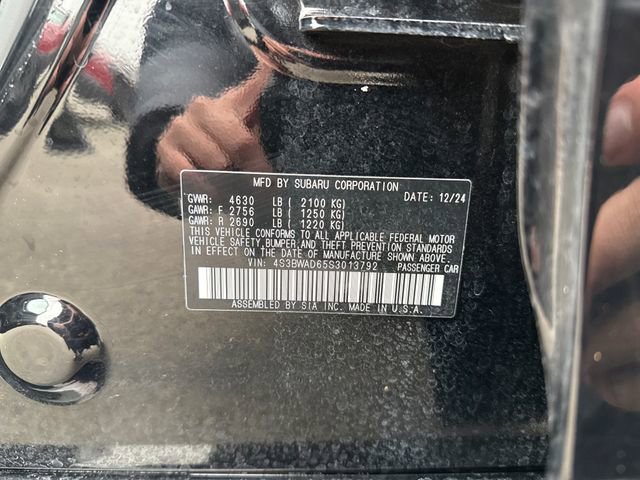 MFD BY SUBARU CORPORATION
GVWR: 4630 LB ( 2100 KG) DATE: 12/24
GAWR: F 2756 LB ( 1250 KG)
GAWR: R 2690 LB ( 1220 KG)
THIS VEHICLE CONFORMS TO ALL APPLICABLE FEDERAL MOTOR
VEHICLE SAFETY,BUMPER,AND THEFT PREVENTION STANDARDS
IN EFFECT ON THE DATE OF MANUFACTURE SHOWN ABOVE.
VIN: 4S3BWAD65S3013792 PASSENGER CAR
ASSEMBLED BY SIA INC. MADE IN U.S.A.